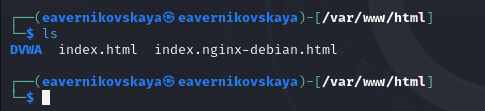 ┌──(eavernikovskaya㉿eavernikovskaya)-[/var/www/html]
└─$ ls
DVWA  index.html  index.nginx-debian.html
┌──(eavernikovskaya㉿eavernikovskaya)-[/var/www/html]
└─$